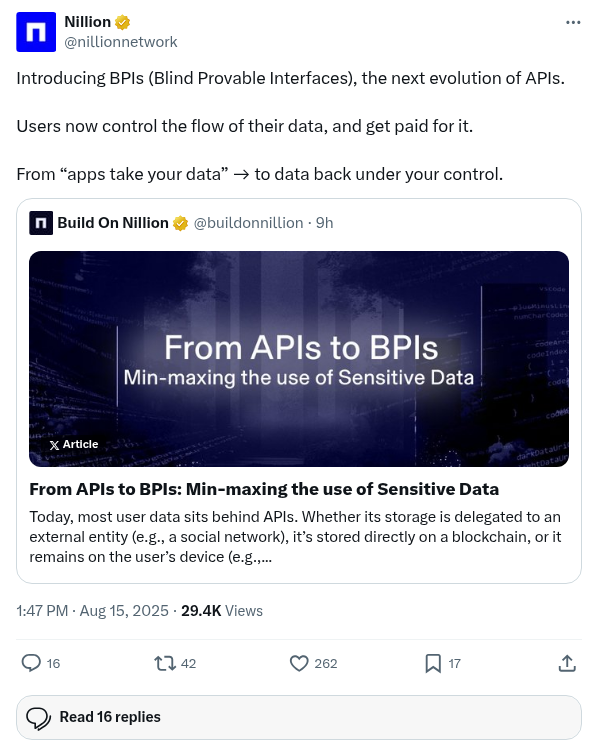 Nillion
@nillionnetwork
Introducing BPIs (Blind Provable Interfaces), the next evolution of APIs.
Users now control the flow of their data, and get paid for it.
From “apps take your data” → to data back under your control.
Build On Nillion @buildonnillion · 9h
From APIs to BPIs
Min-maxing the use of Sensitive Data
Article
From APIs to BPIs: Min-maxing the use of Sensitive Data
Today, most user data sits behind APIs. Whether its storage is delegated to an
external entity (e.g., a social network), it’s stored directly on a blockchain, or it
remains on the user’s device (e.g.,...
1:47 PM · Aug 15, 2025 · 29.4K Views
16 42 262 17
Read 16 replies